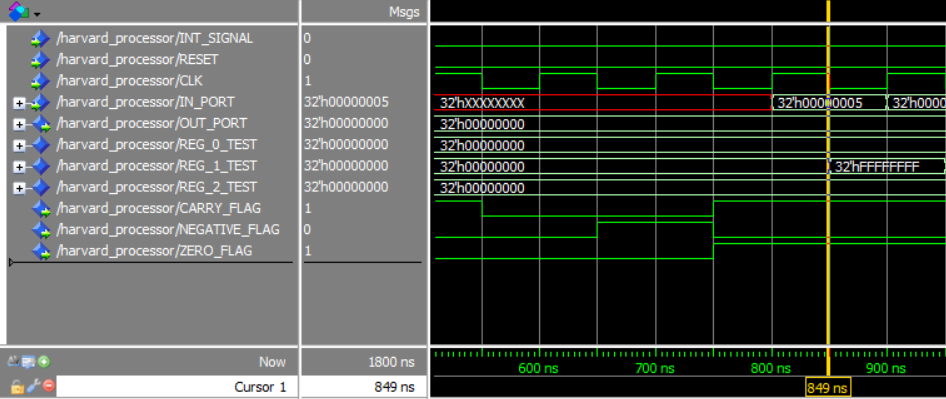 Msgs
/harvard_processor/INT_SIGNAL 0
/harvard_processor/RESET 0
/harvard_processor/CLK 1
/harvard_processor/IN_PORT 32'h00000005 32'hXXXXXXXX 32'h00000005 32'h0000
/harvard_processor/OUT_PORT 32'h00000000 32'h00000000
/harvard_processor/REG_0_TEST 32'h00000000 32'h00000000
/harvard_processor/REG_1_TEST 32'h00000000 32'h00000000 32'hFFFFFFFF
/harvard_processor/REG_2_TEST 32'h00000000 32'h00000000
/harvard_processor/CARRY_FLAG 1
/harvard_processor/NEGATIVE_FLAG 0
/harvard_processor/ZERO_FLAG 1
Now 1800 ns 600 ns 700 ns 800 ns 900 ns
Cursor 1 849 ns 849 ns